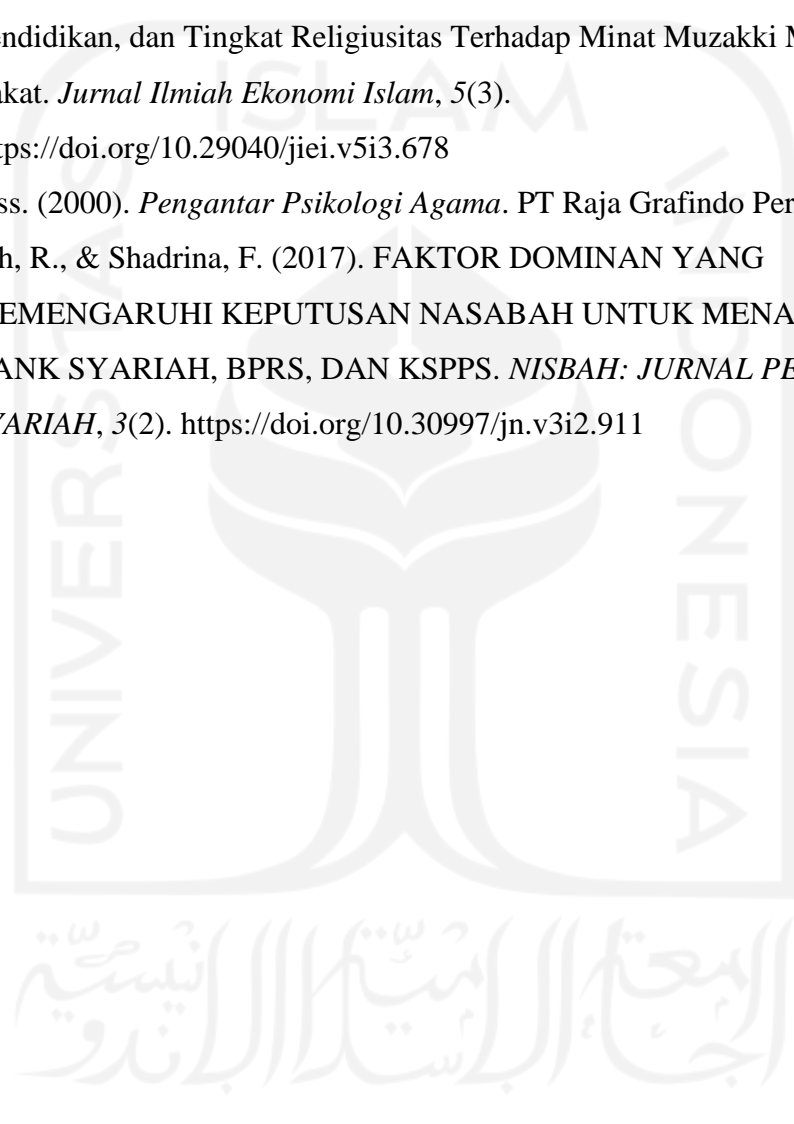 endidikan, dan Tingkat Religiusitas Terhadap Minat Muzakki M
akat. Jurnal Ilmiah Ekonomi Islam, 5(3).
tps://doi.org/10.29040/jiei.v5i3.678
ss. (2000). Pengantar Psikologi Agama. PT Raja Grafindo Per
h, R., & Shadrina, F. (2017). FAKTOR DOMINAN YANG
EMENGARUHI KEPUTUSAN NASABAH UNTUK MENA
ANK SYARIAH, BPRS, DAN KSPPS. NISBAH: JURNAL PE
YARIAH, 3(2). https://doi.org/10.30997/jn.v3i2.911
ISLAM
UNIVERSITAS
INDONESIA